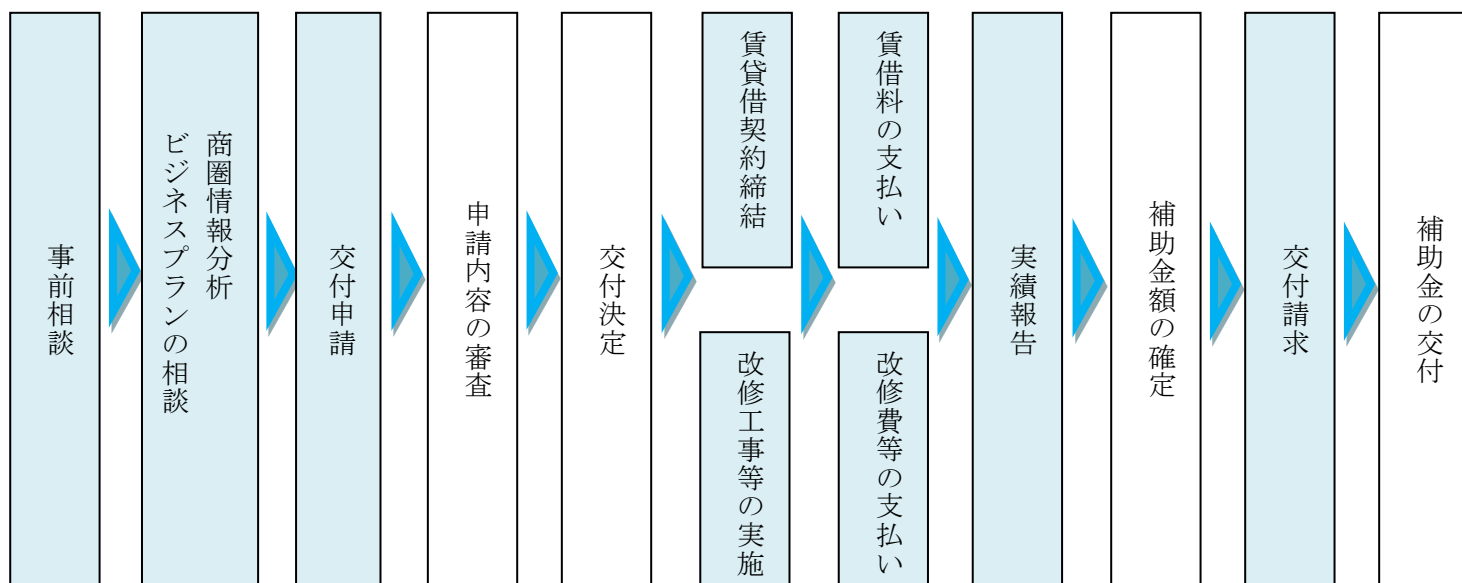 事前相談
商圏情報分析
ビジネスプランの相談
交付申請
申請内容の審査
交付決定
賃貸借契約締結
改修工事等の実施
賃借料の支払い
改修費等の支払い
実績報告
補助金額の確定
交付請求
補助金の交付